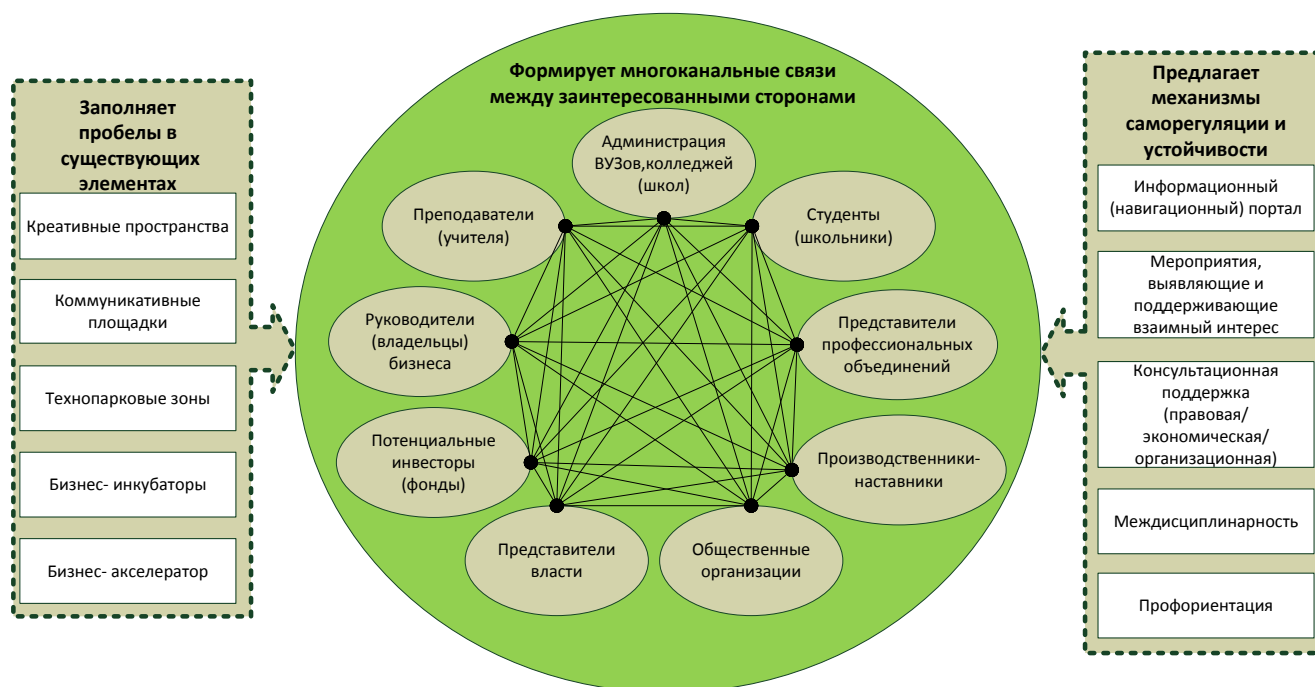 Заполняет
пробелы в
существующих
элементах
Креативные пространства
Коммуникативные
площадки
Технопарковые зоны
Бизнес- инкубаторы
Бизнес- акселератор
Формирует многоканальные связи
между заинтересованными сторонами
Администрация
ВУЗов,колледжей
(школ)
Преподаватели
(учителя)
Студенты
(школьники)
Руководители
(владельцы)
бизнеса
Представители
профессиональных
объединений
Потенциальные
инвесторы
(фонды)
Производственники-
наставники
Представители
власти
Общественные
организации
Предлагает
механизмы
саморегуляции и
устойчивости
Информационный
(навигационный) портал
Мероприятия,
выявляющие и
поддерживающие
взаимный интерес
Консультационная
поддержка
(правовая/
экономическая/
организационная)
Междисциплинарность
Профориентация